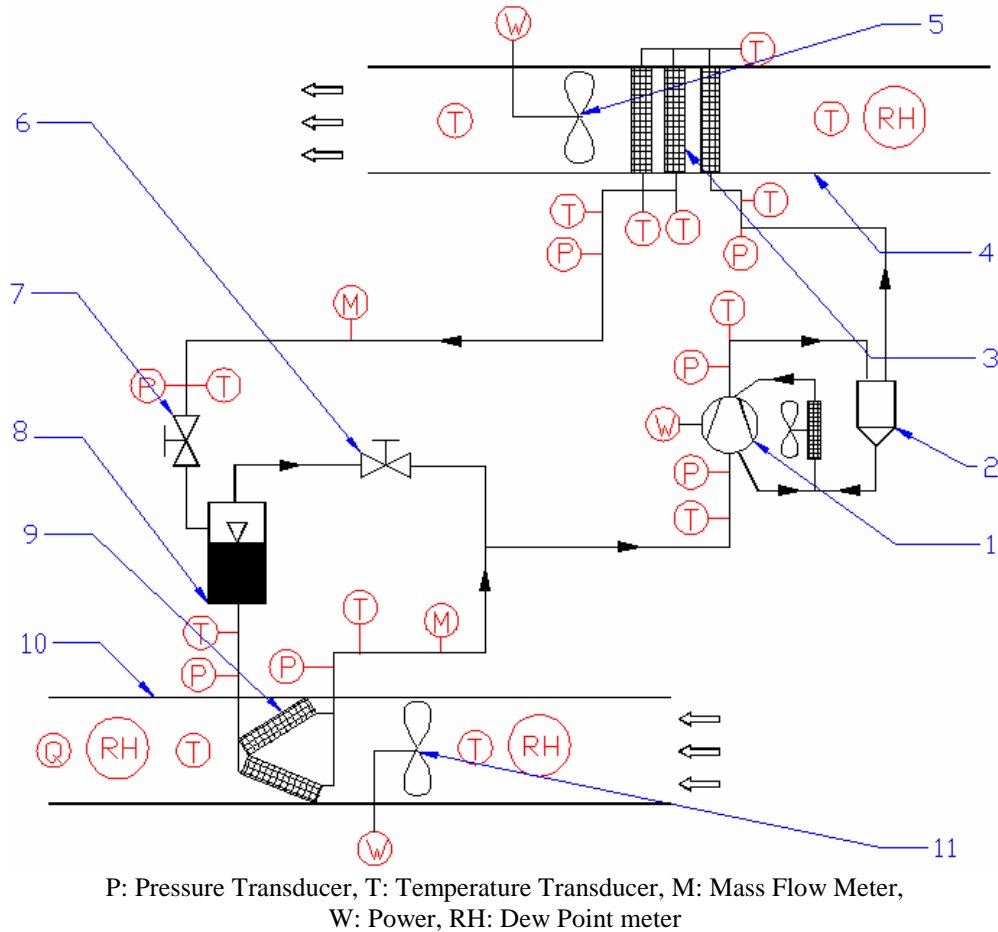 W
5
T
6
T
T
RH
T
T
T
T
P
P
4
7
M
T
3
P
P
T
8
W
2
P
9
T
1
T
T
M
10
P
P
Q
RH
T
T
RH
W
11
P: Pressure Transducer, T: Temperature Transducer, M: Mass Flow Meter,
W: Power, RH: Dew Point meter